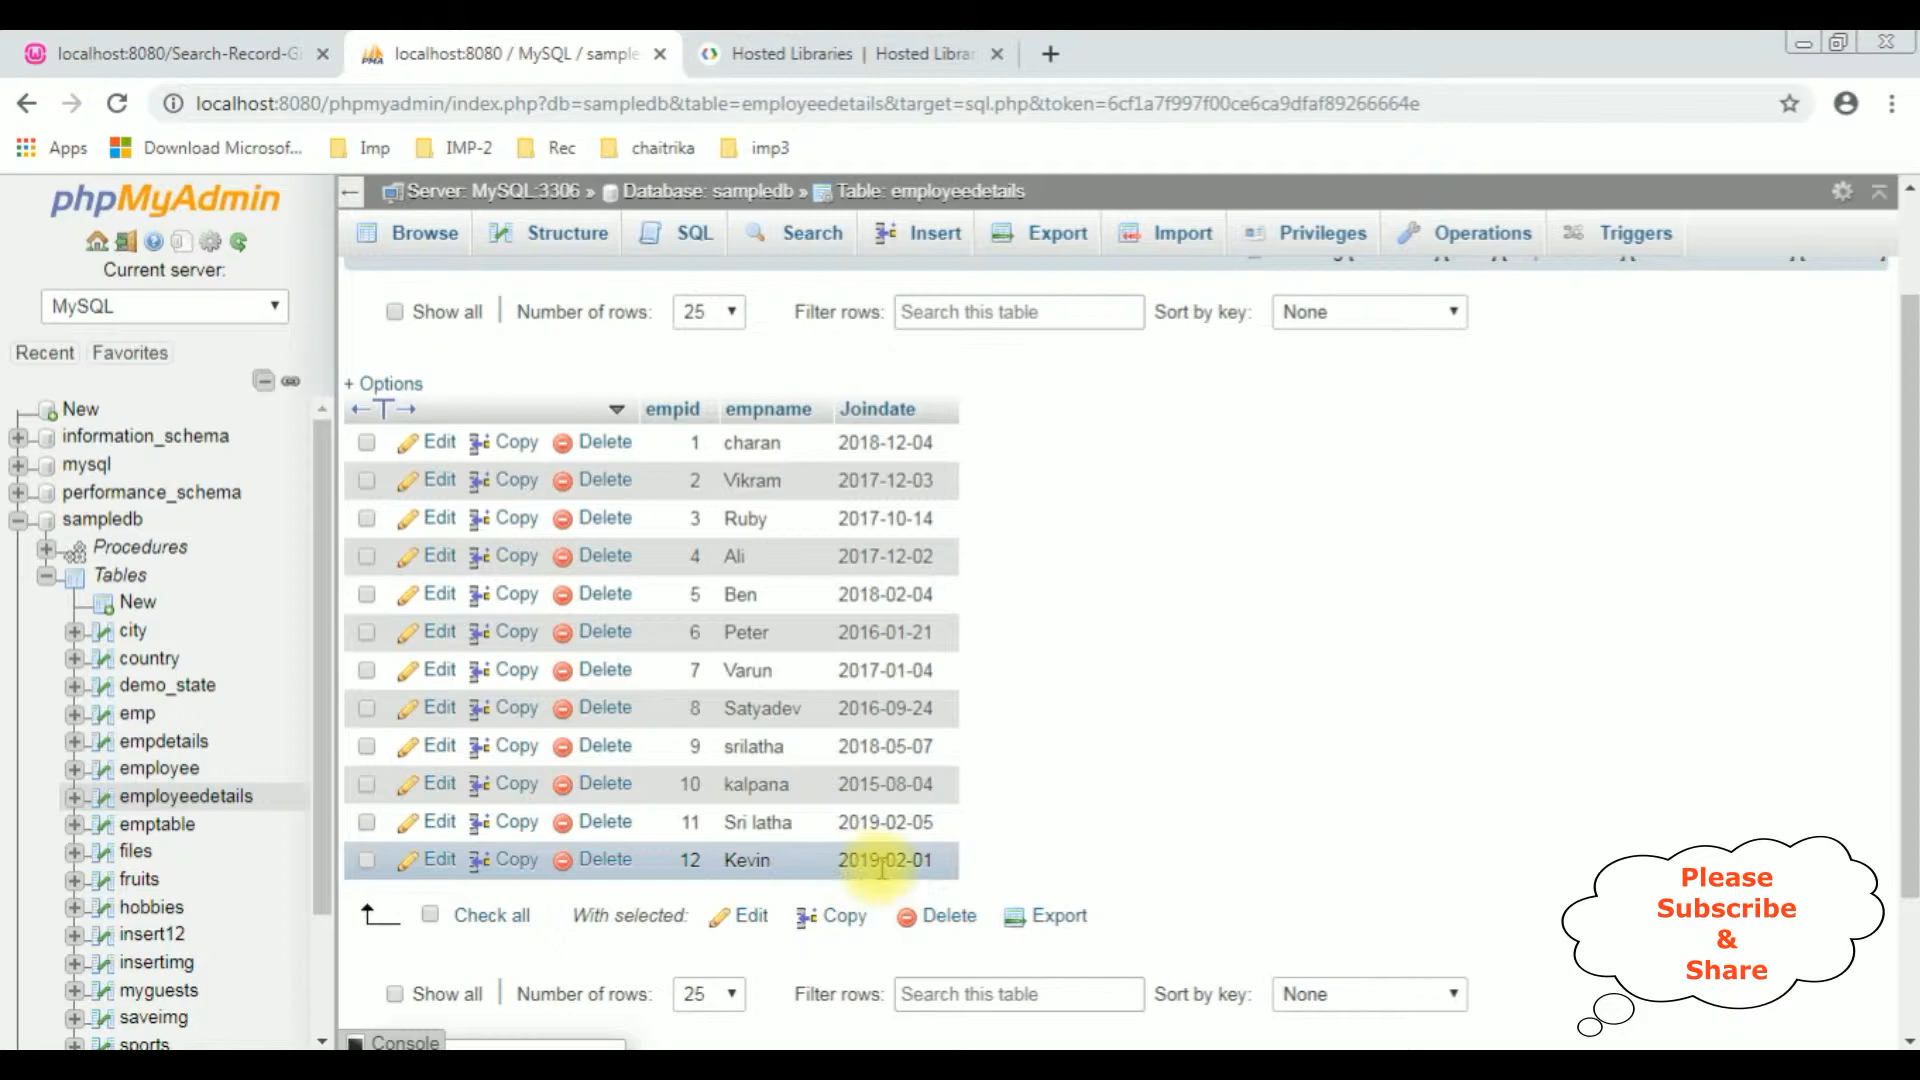 localhost:8080/Search-Record-Gi
localhost:8080 / MySQL / sample
Hosted Libraries | Hosted Librar
localhost:8080/phpmyadmin/index.php?db=sampledb&table=employeedetails&target=sql.php&token=6cf1a7f997f00ce6ca9dfaf89266664e
Apps Download Microsof... Imp IMP-2 Rec chaitrika imp3
phpMyAdmin
Current server:
MySQL
Recent Favorites
New
information_schema
mysql
performance_schema
sampledb
Procedures
Tables
New
city
country
demo_state
emp
empdetails
employee
employeedetails
emptable
files
fruits
hobbies
insert12
insertimg
myguests
saveimg
sports
Server: MySQL:3306 » Database: sampledb » Table: employeedetails
Browse Structure SQL Search Insert Export Import Privileges Operations Triggers
Show all | Number of rows: 25 Filter rows: Search this table Sort by key: None
+ Options
←T→ empid empname Joindate
Edit Copy Delete 1 charan 2018-12-04
Edit Copy Delete 2 Vikram 2017-12-03
Edit Copy Delete 3 Ruby 2017-10-14
Edit Copy Delete 4 Ali 2017-12-02
Edit Copy Delete 5 Ben 2018-02-04
Edit Copy Delete 6 Peter 2016-01-21
Edit Copy Delete 7 Varun 2017-01-04
Edit Copy Delete 8 Satyadev 2016-09-24
Edit Copy Delete 9 srilatha 2018-05-07
Edit Copy Delete 10 kalpana 2015-08-04
Edit Copy Delete 11 Sri latha 2019-02-05
Edit Copy Delete 12 Kevin 2019-02-01
Check all With selected: Edit Copy Delete Export
Show all | Number of rows: 25 Filter rows: Search this table Sort by key: None
Console
Please
Subscribe
&
Share